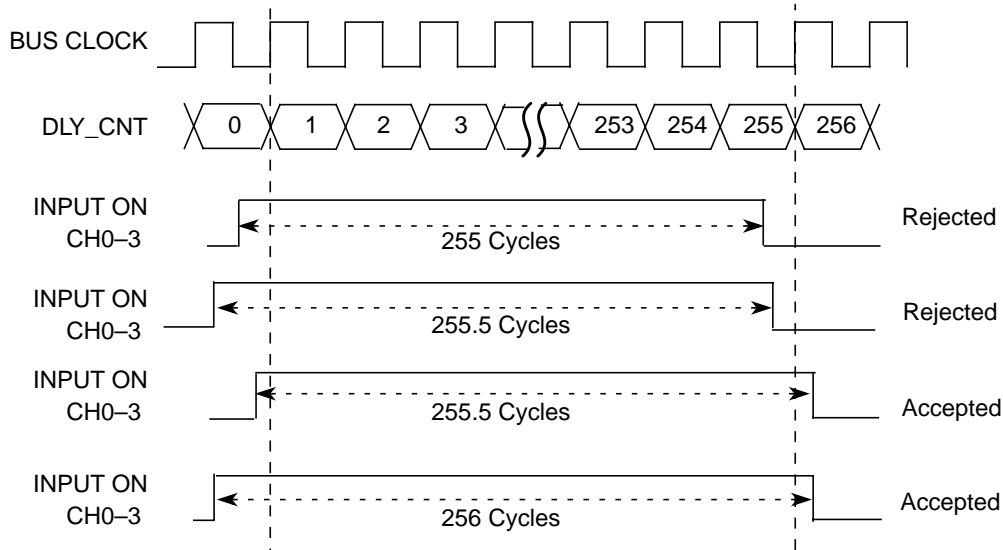 BUS CLOCK
DLY_CNT
0 1 2 3 253 254 255 256
INPUT ON
CH0–3
255 Cycles
Rejected
INPUT ON
CH0–3
255.5 Cycles
Rejected
INPUT ON
CH0–3
255.5 Cycles
Accepted
INPUT ON
CH0–3
256 Cycles
Accepted